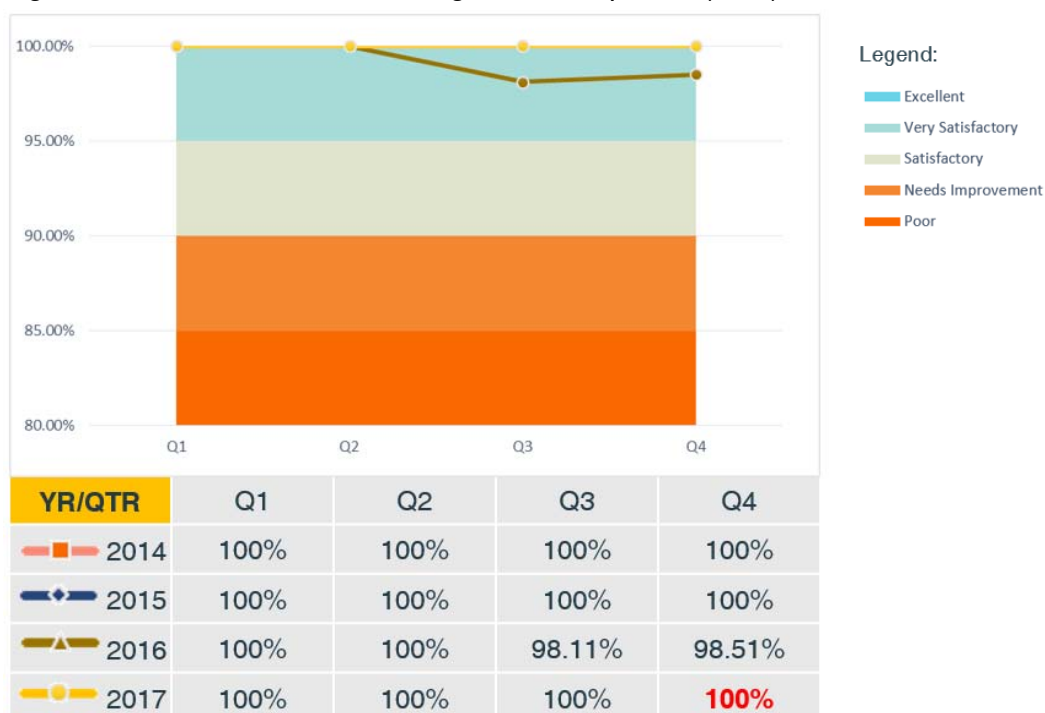 100.00%
95.00%
90.00%
85.00%
80.00%
Q1 Q2 Q3 Q4
Legend:
Excellent
Very Satisfactory
Satisfactory
Needs Improvement
Poor
YR/QTR Q1 Q2 Q3 Q4
2014 100% 100% 100% 100%
2015 100% 100% 100% 100%
2016 100% 100% 98.11% 98.51%
2017 100% 100% 100% 100%